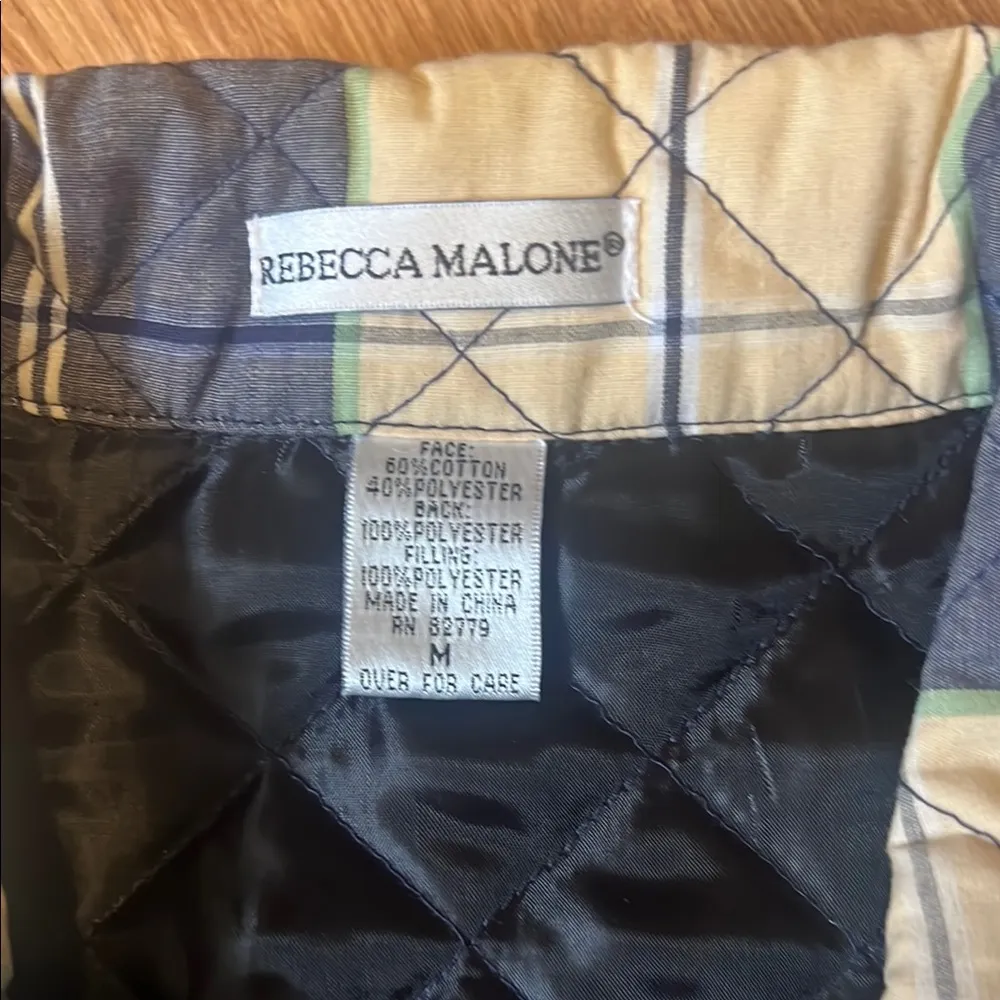 REBECCA MALONE®
FACE:
60%COTTON
40%POLYESTER
BACK:
100%POLYESTER
FILLING:
100%POLYESTER
MADE IN CHINA
RN 82779
M
OVER FOR CARE